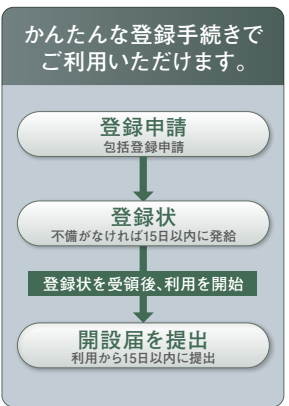 かんたんな登録手続きで
ご利用いただけます。
登録申請
包括登録申請
登録状
不備がなければ15日以内に発給
登録状を受領後、利用を開始
開設届を提出
利用から15日以内に提出